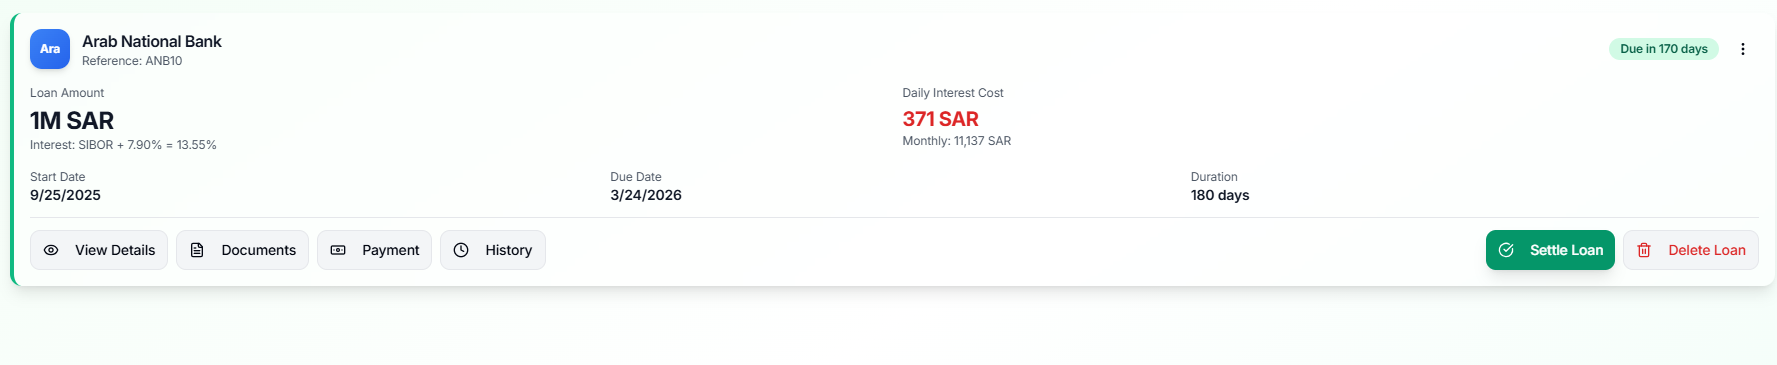 Ara
Arab National Bank
Reference: ANB10
Due in 170 days
Loan Amount
1M SAR
Interest: SIBOR + 7.90% = 13.55%
Daily Interest Cost
371 SAR
Monthly: 11,137 SAR
Start Date
9/25/2025
Due Date
3/24/2026
Duration
180 days
View Details
Documents
Payment
History
Settle Loan
Delete Loan